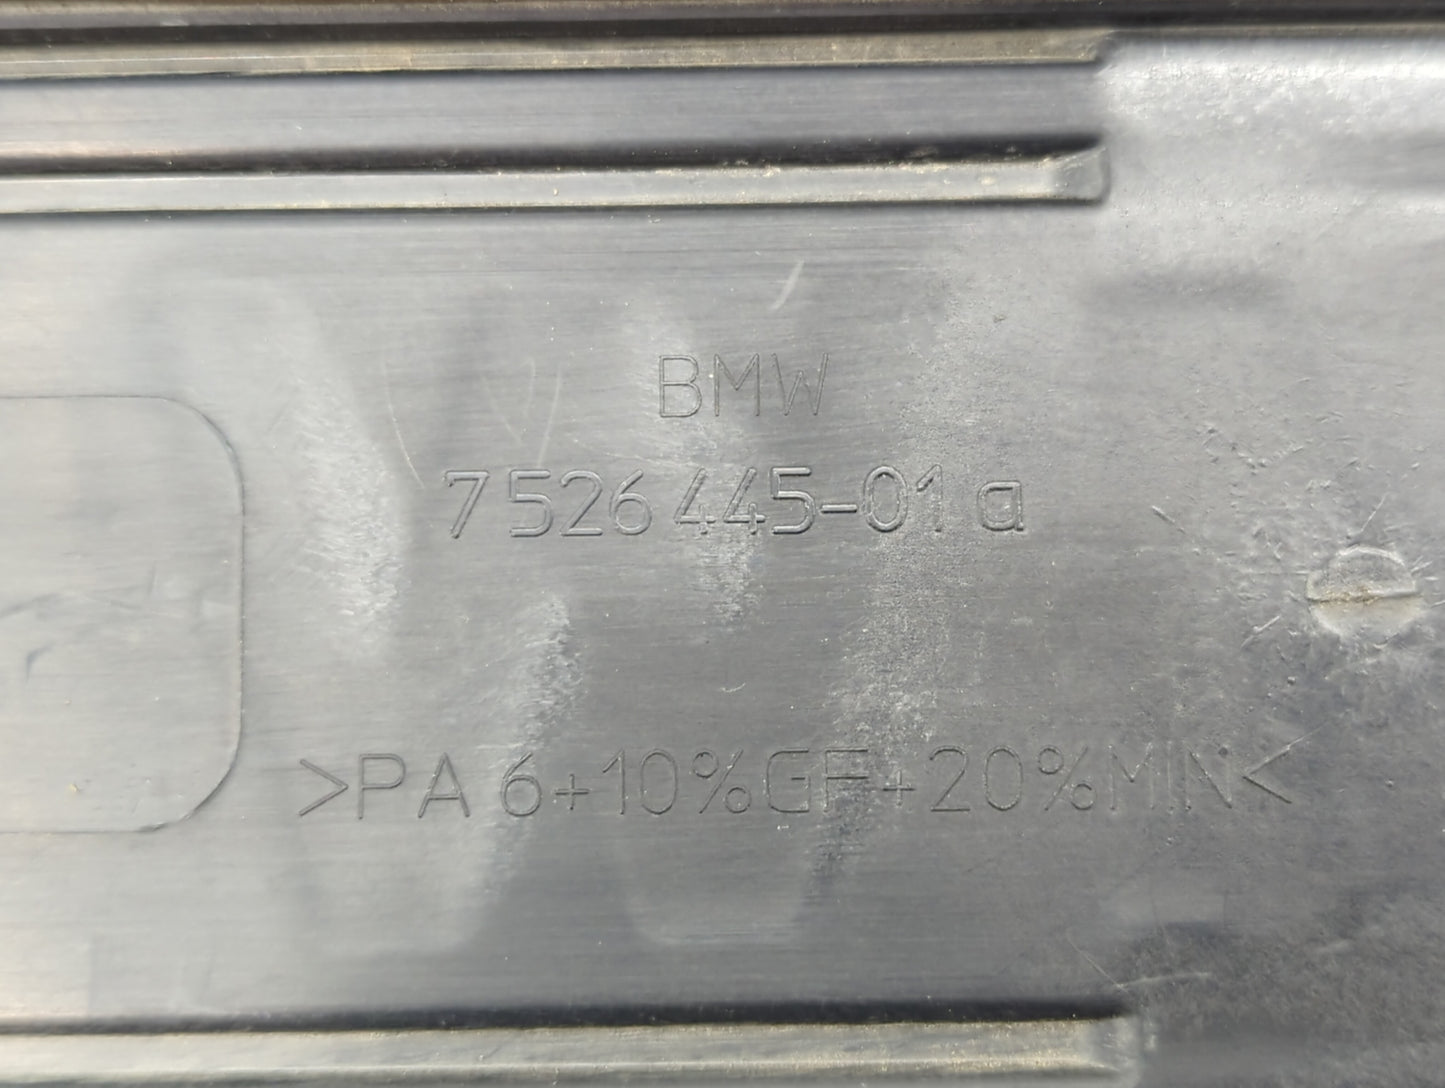 BMW
7 526 445-01 a
>PA 6+10%GF+20%MIN<